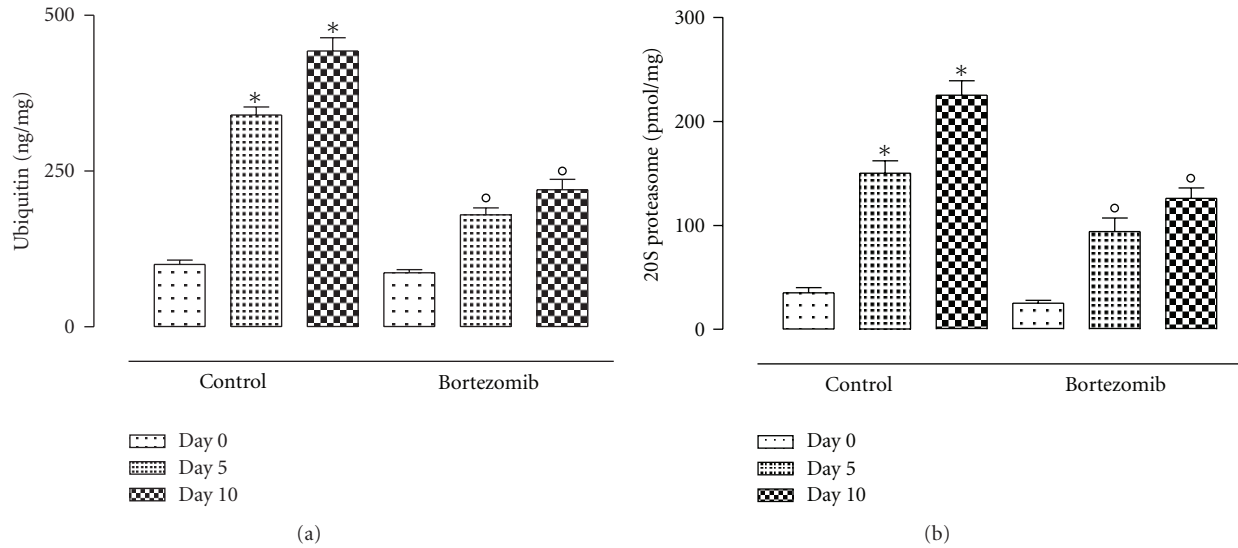 500
250
0
Ubiquitin (ng/mg)
*
*
°
°
Control
Bortezomib
Day 0
Day 5
Day 10
(a)
300
200
100
0
20S proteasome (pmol/mg)
*
*
°
°
Control
Bortezomib
Day 0
Day 5
Day 10
(b)